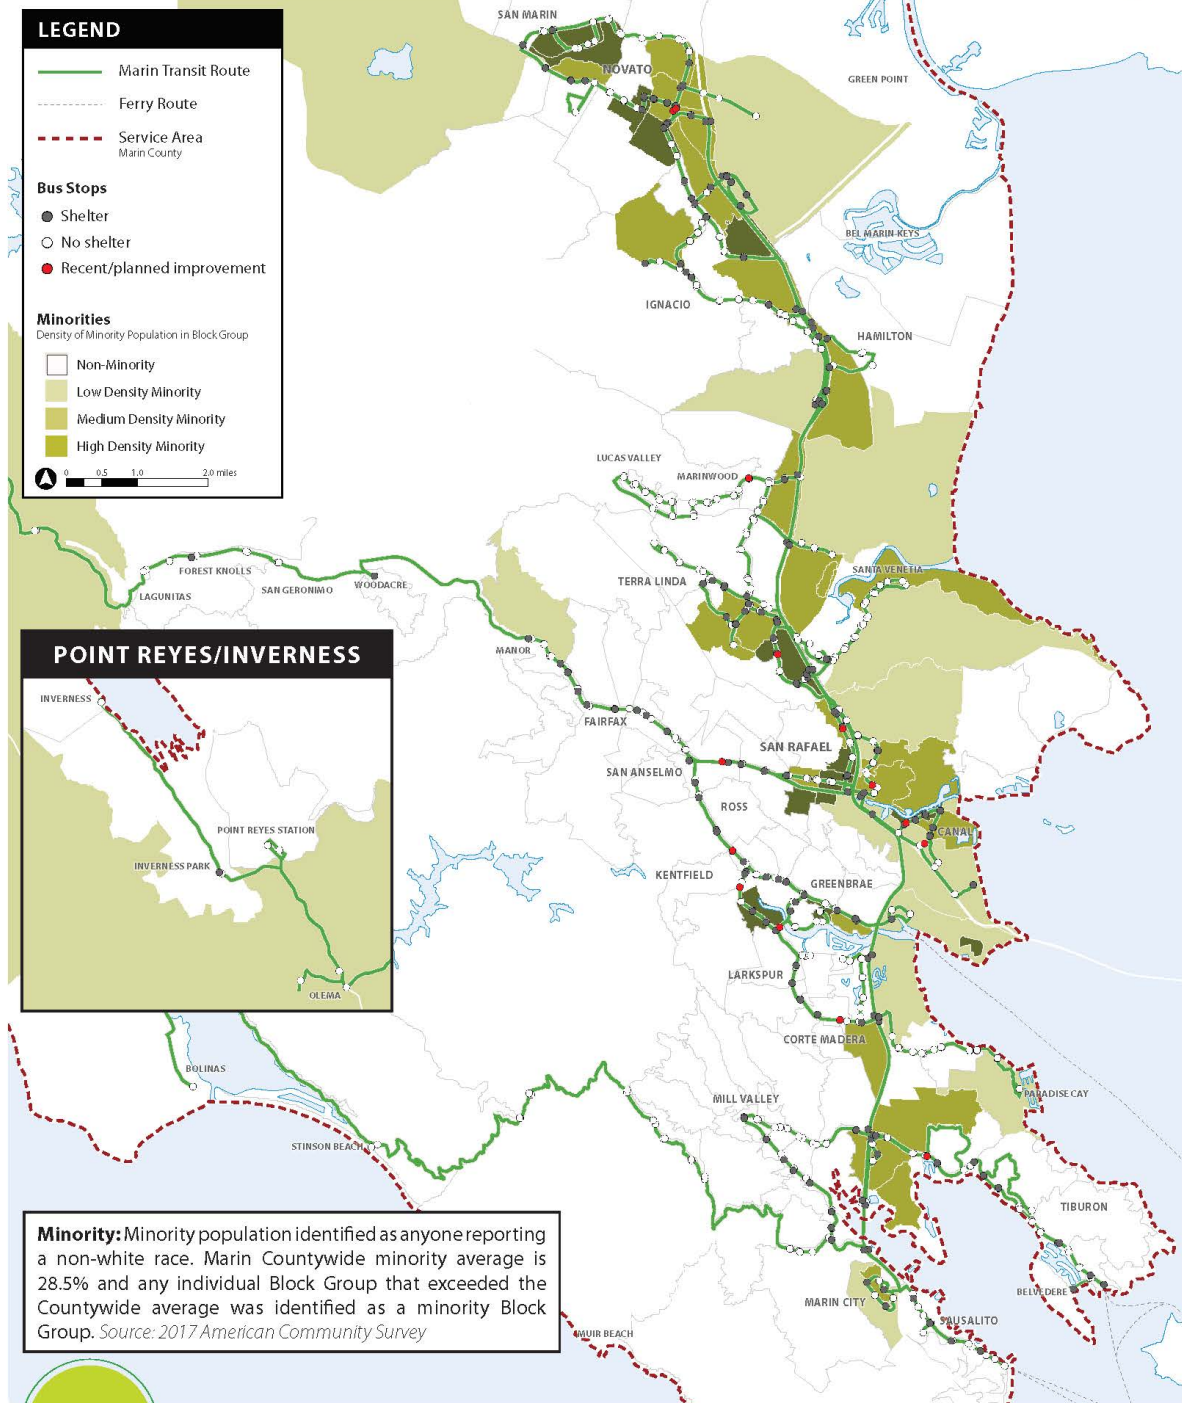 LEGEND
Marin Transit Route
Ferry Route
Service Area
Marin County
Bus Stops
Shelter
No shelter
Recent/planned improvement
Minorities
Density of Minority Population in Block Group
Non-Minority
Low Density Minority
Medium Density Minority
High Density Minority
0 0.5 1.0 2.0 miles
SAN MARIN
NOVATO
GREEN POINT
BEL MARIN KEYS
IGNACIO
HAMILTON
LUCAS VALLEY
MARINWOOD
SANTA VENETIA
TERRA LINDA
FOREST KNOLLS
LAGUNITAS
SAN GERONIMO
WOODACRE
MANOR
FAIRFAX
SAN RAFAEL
SAN ANSELMO
ROSS
CANAL
KENTFIELD
GREENBRAE
LARKSPUR
CORTE MADERA
PARADISE CAY
MILL VALLEY
TIBURON
BELVEDERE
MARIN CITY
SAUSALITO
MUIR BEACH
BOLINAS
STINSON BEACH
POINT REYES/INVERNESS
INVERNESS
POINT REYES STATION
INVERNESS PARK
OLEMA
Minority: Minority population identified as anyone reporting
a non-white race. Marin Countywide minority average is
28.5% and any individual Block Group that exceeded the
Countywide average was identified as a minority Block
Group. Source: 2017 American Community Survey